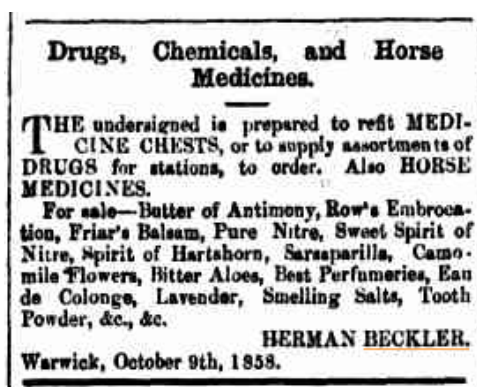 Drugs, Chemicals, and Horse
Medicines.
THE undersigned is prepared to refit MEDI-
CINE CHESTS, or to supply assortments of
DRUGS for stations, to order. Also HORSE
MEDICINES.
For sale—Butter of Antimony, Row's Embroca-
tion, Friar's Balsam, Pure Nitre, Sweet Spirit of
Nitre, Spirit of Hartshorn, Sarsaparilla, Camo-
mile Flowers, Bitter Aloes, Best Perfumeries, Eau
de Colonge, Lavender, Smelling Salts, Tooth
Powder, &c., &c.
HERMAN BECKLER.
Warwick, October 9th, 1858.